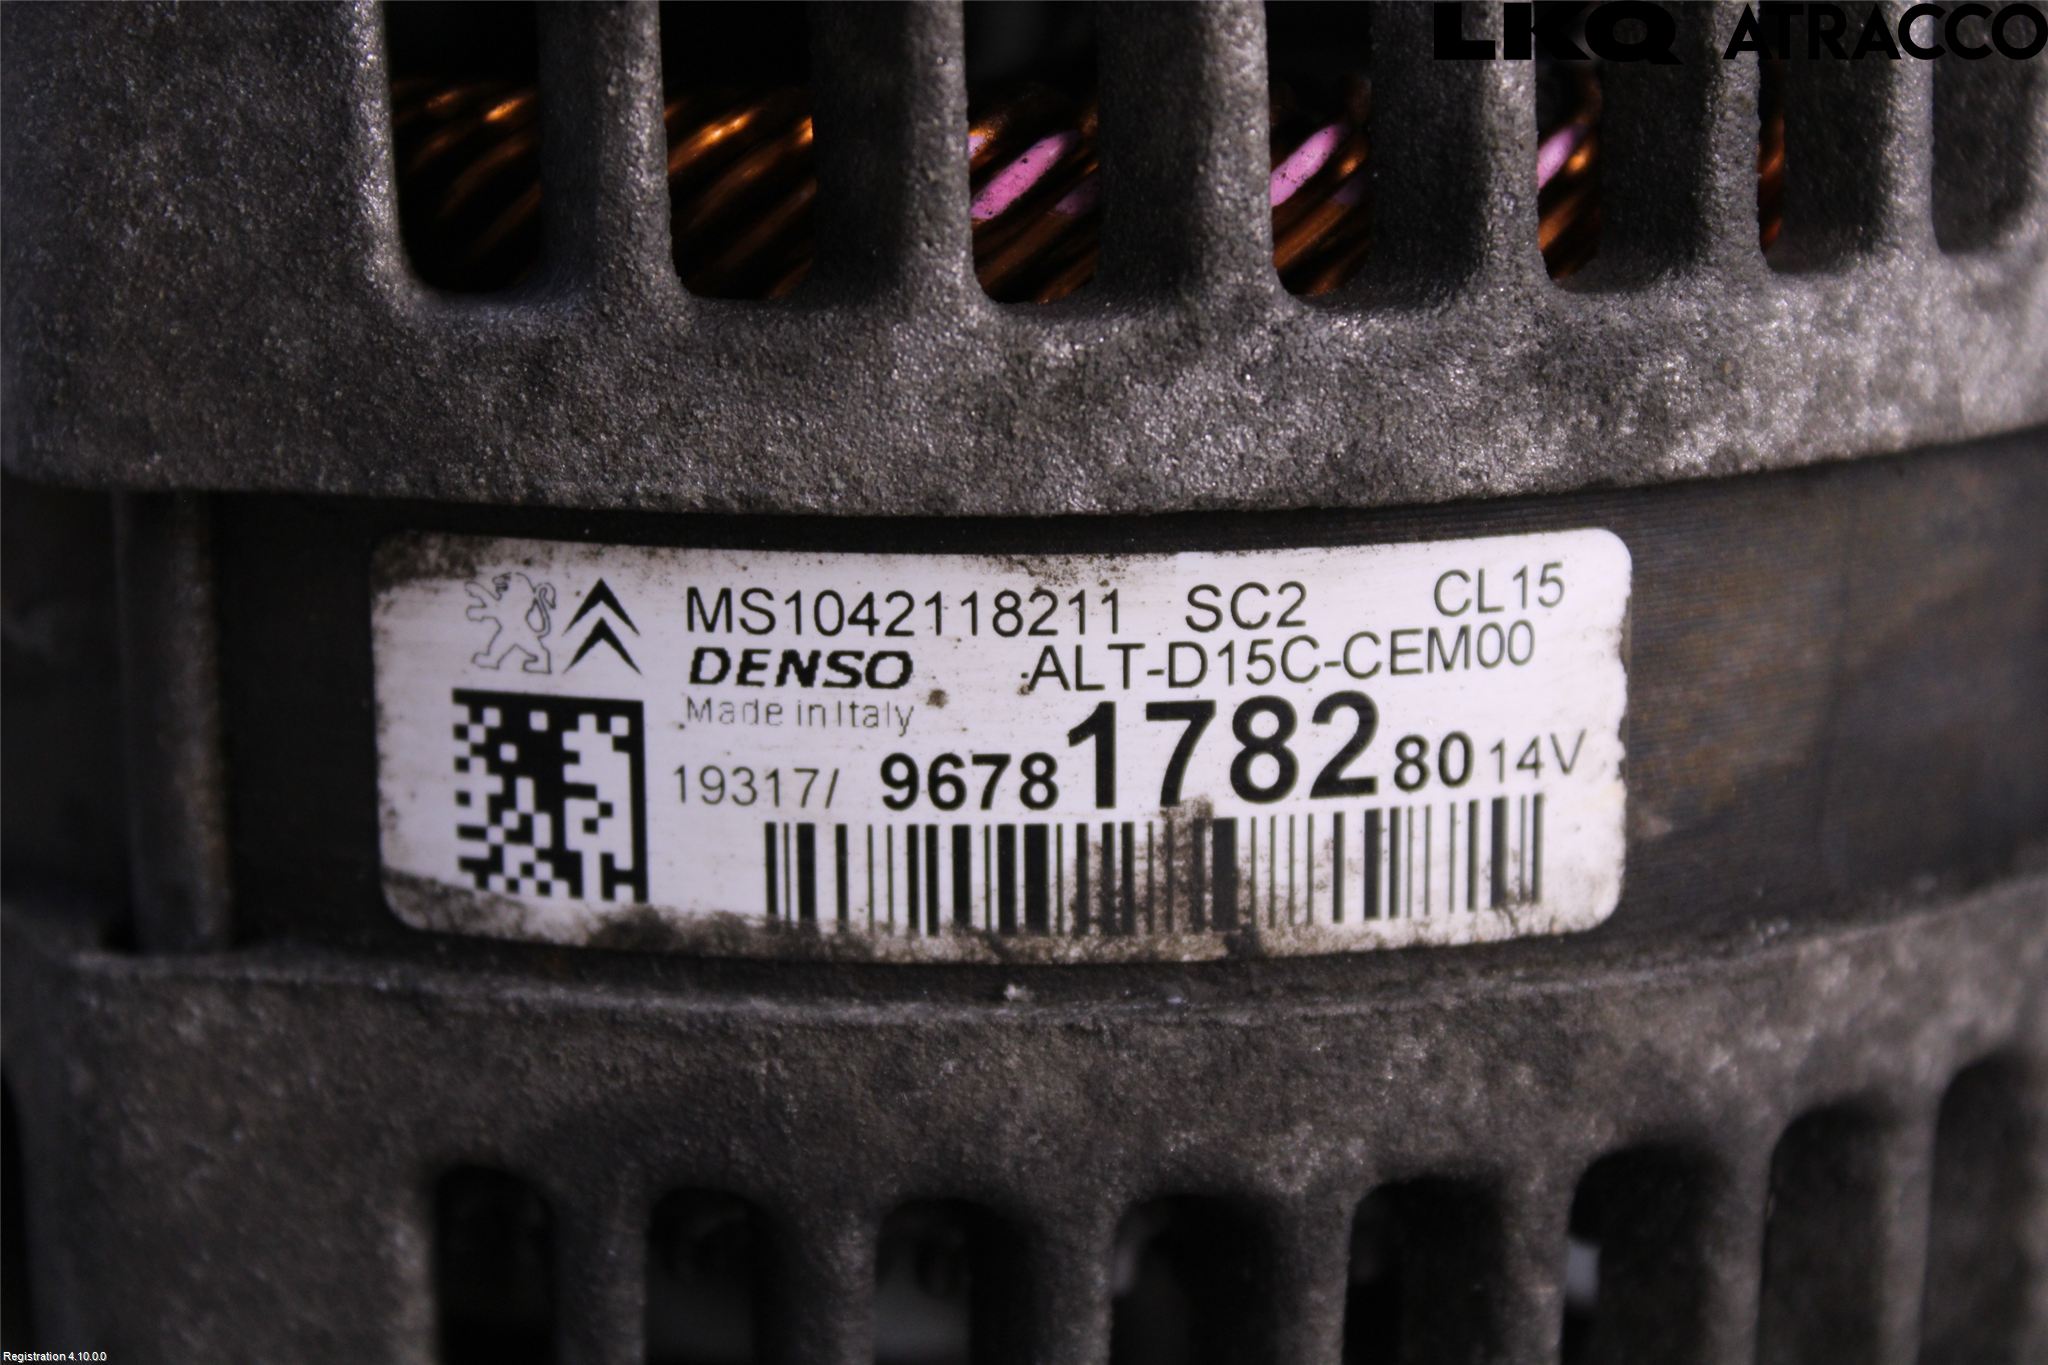 LKQ ATRACCO
MS1042118211 SC2 CL15
DENSO ALT-D15C-CEM00
Made in Italy
19317/ 9678178280 14V
Registration 4.10.0.0